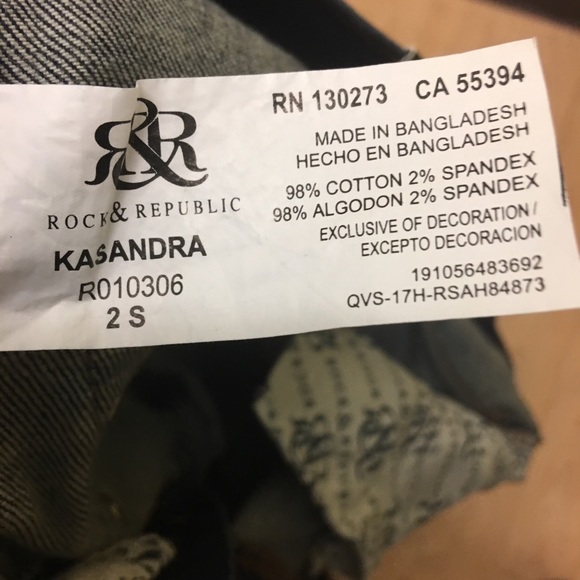 R&R
ROCK & REPUBLIC
KASANDRA
R010306
2 S
RN 130273 CA 55394
MADE IN BANGLADESH
HECHO EN BANGLADESH
98% COTTON 2% SPANDEX
98% ALGODON 2% SPANDEX
EXCLUSIVE OF DECORATION/
EXCEPTO DECORACION
191056483692
QVS-17H-RSAH84873